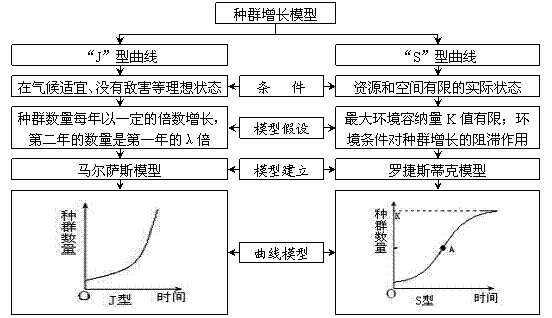 种群增长模型
“J”型曲线
“S”型曲线
在气候适宜、没有敌害等理想状态
条 件
资源和空间有限的实际状态
种群数量每年以一定的倍数增长，
第二年的数量是第一年的λ倍
模型假设
最大环境容纳量K值有限；环
境条件对种群增长的阻滞作用
马尔萨斯模型
模型建立
罗捷斯蒂克模型
种群数量
O
J型
时间
曲线模型
种群数量
K
A
O
S型
时间